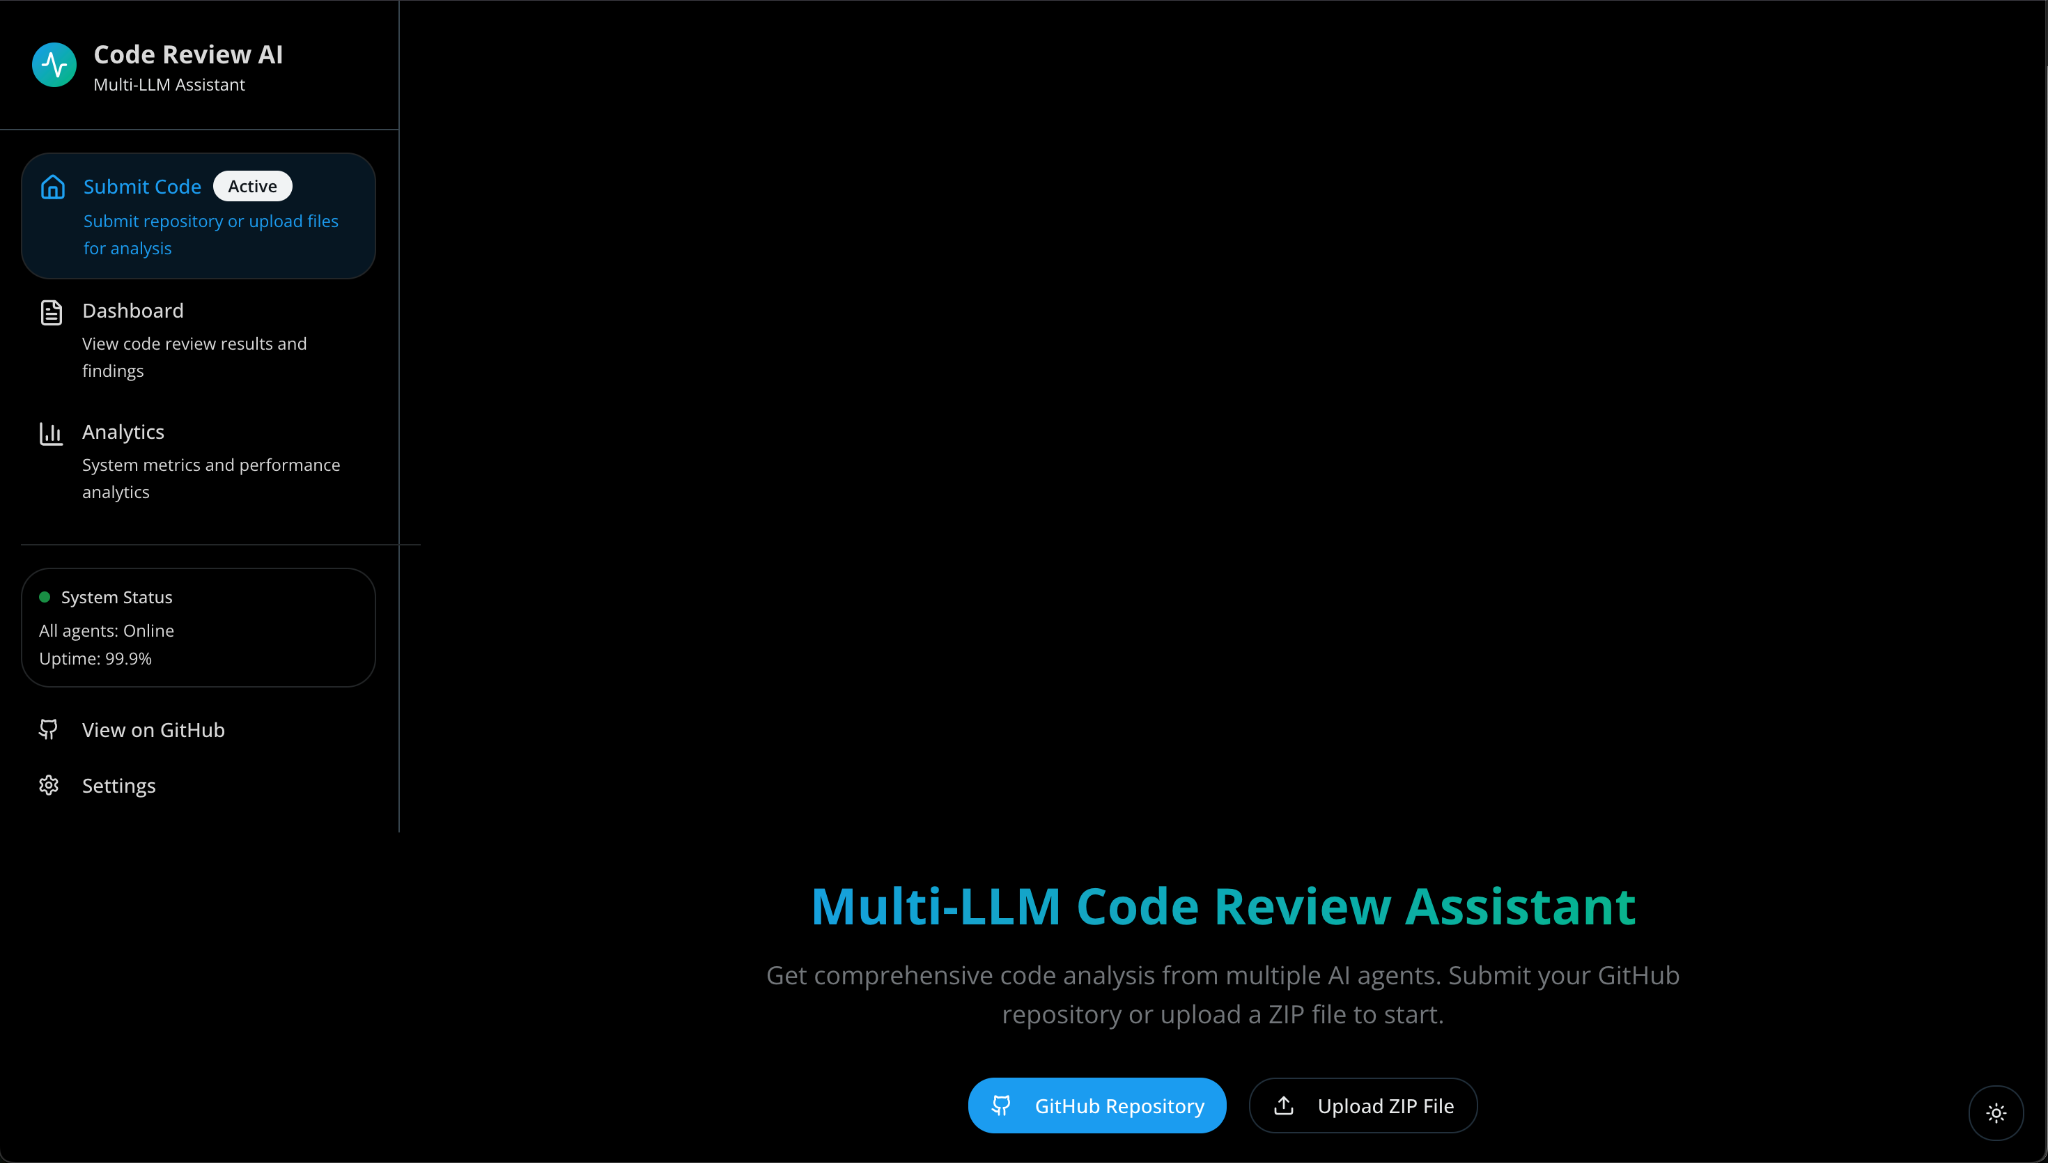 Code Review AI
Multi-LLM Assistant
Submit Code
Active
Submit repository or upload files
for analysis
Dashboard
View code review results and
findings
Analytics
System metrics and performance
analytics
System Status
All agents: Online
Uptime: 99.9%
View on GitHub
Settings
Multi-LLM Code Review Assistant
Get comprehensive code analysis from multiple AI agents. Submit your GitHub
repository or upload a ZIP file to start.
GitHub Repository
Upload ZIP File